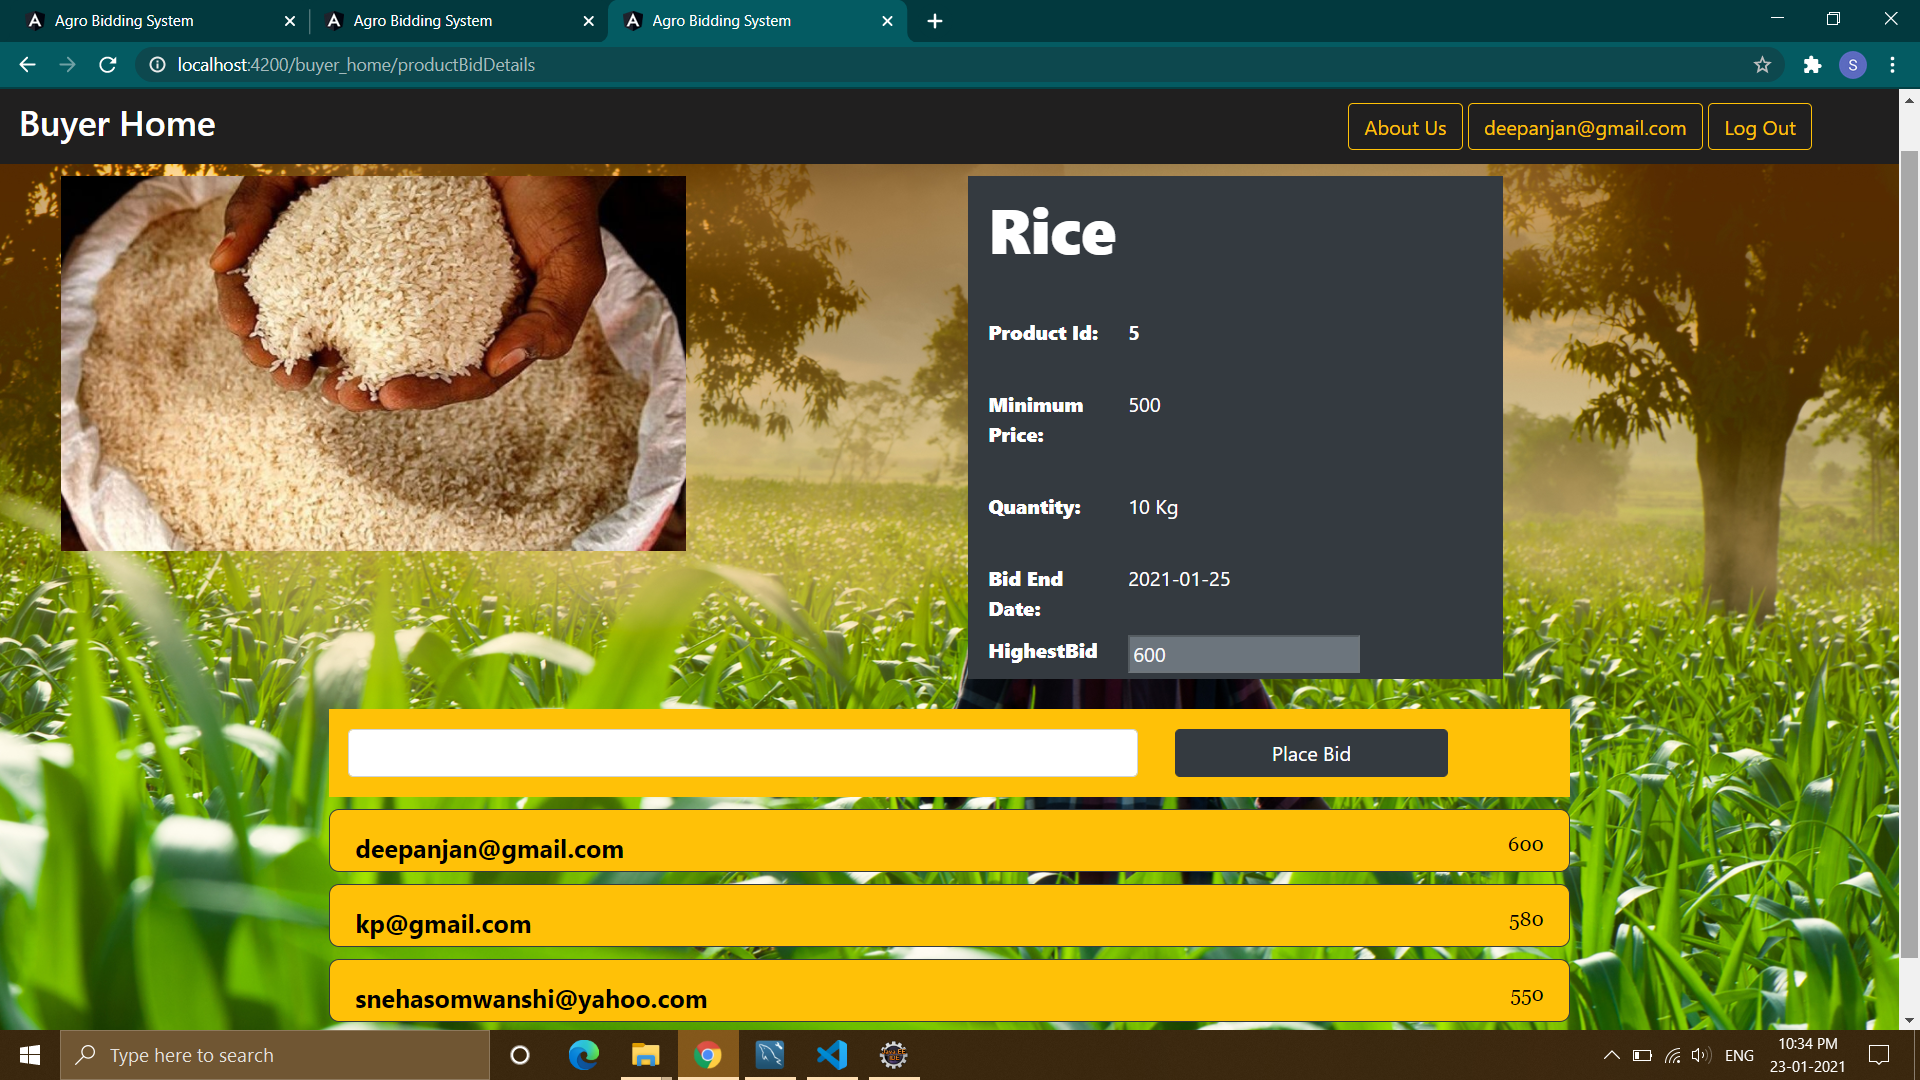 Agro Bidding System
Agro Bidding System
Agro Bidding System
localhost:4200/buyer_home/productBidDetails
S
Buyer Home
About Us
deepanjan@gmail.com
Log Out
Rice
Product Id: 5
Minimum 500
Price:
Quantity: 10 Kg
Bid End 2021-01-25
Date:
HighestBid 600
Place Bid
deepanjan@gmail.com 600
kp@gmail.com 580
snehasomwanshi@yahoo.com 550
Type here to search
ENG
10:34 PM
23-01-2021